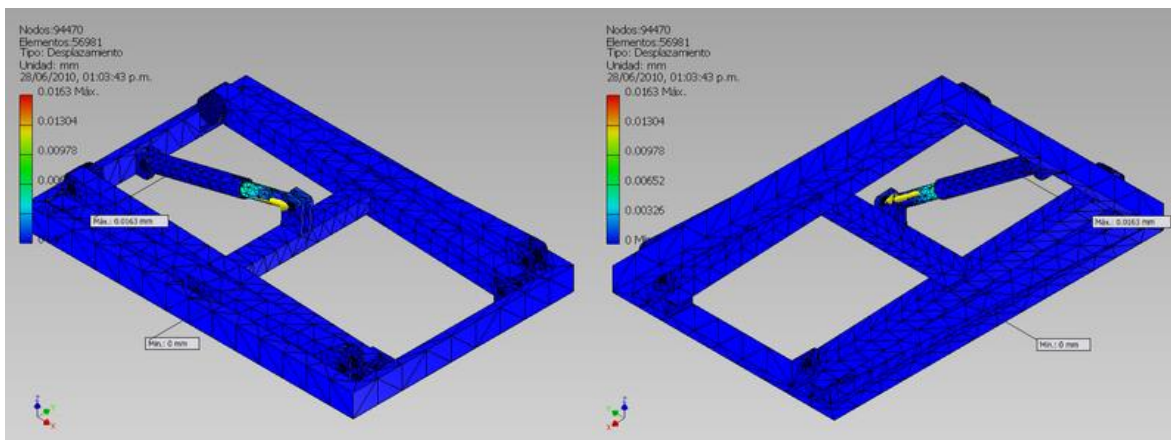 Nodos:94470
Elementos:56981
Tipo: Desplazamiento
Unidad: mm
28/06/2010, 01:03:43 p.m.
0.0163 Máx.
0.01304
0.00978
Máx.: 0.0163 mm
Mín.: 0 mm
Z
Y
X
Nodos:94470
Elementos:56981
Tipo: Desplazamiento
Unidad: mm
28/06/2010, 01:03:43 p.m.
0.0163 Máx.
0.01304
0.00978
0.00652
0.00326
Máx.: 0.0163 mm
Mín.: 0 mm
Z
Y
X